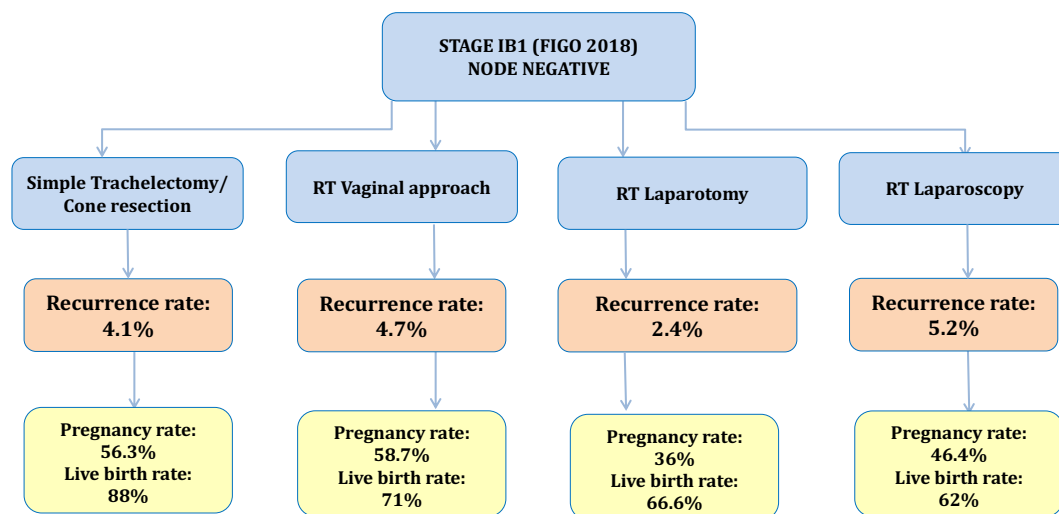 STAGE IB1 (FIGO 2018)
NODE NEGATIVE
Simple Trachelectomy/
Cone resection
RT Vaginal approach
RT Laparotomy
RT Laparoscopy
Recurrence rate:
4.1%
Recurrence rate:
4.7%
Recurrence rate:
2.4%
Recurrence rate:
5.2%
Pregnancy rate:
56.3%
Live birth rate:
88%
Pregnancy rate:
58.7%
Live birth rate:
71%
Pregnancy rate:
36%
Live birth rate:
66.6%
Pregnancy rate:
46.4%
Live birth rate:
62%